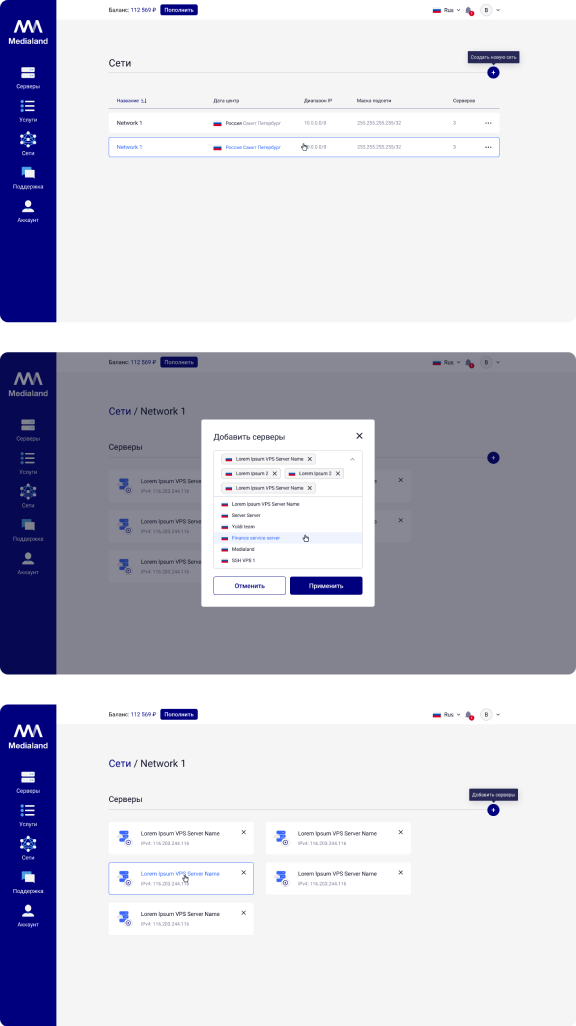 Баланс: 112 569 ₽ Пополнить Rus B
Medialand
Серверы
Услуги
Сети
Поддержка
Аккаунт
Сети
Создать новую сеть
+
Название Дата центр Диапазон IP Маска подсети Серверов
Network 1 Россия Санкт Петербург 10.0.0.0/8 255.255.255.255/32 3 ...
Network 1 Россия Санкт Петербург 0.0.0/8 255.255.255.255/32 3 ...
Баланс: 112 569 ₽ Пополнить Rus B
Medialand
Серверы
Услуги
Сети
Поддержка
Аккаунт
Сети / Network 1
Серверы
+
Lorem Ipsum VPS Serve
IPv4: 116.203.244.116
Lorem Ipsum VPS Serve
IPv4: 116.203.244.116
Lorem Ipsum VPS Serve
IPv4: 116.203.244.116
Добавить серверы
Lorem Ipsum VPS Server Name
Lorem Ipsum 2 Lorem Ipsum 2
Lorem Ipsum VPS Server Name
Lorem Ipsum VPS Server Name
Server Server
Yoldi team
Finance service server
Medialand
SSH VPS 1
Отменить Применить
Баланс: 112 569 ₽ Пополнить Rus B
Medialand
Серверы
Услуги
Сети
Поддержка
Аккаунт
Сети / Network 1
Серверы
Добавить серверы
+
Lorem Ipsum VPS Server Name
IPv4: 116.203.244.116
Lorem Ipsum VPS Server Name
IPv4: 116.203.244.116
Lorem Ipsum VPS Server Name
IPv4: 116.203.244.116
Lorem Ipsum VPS Server Name
IPv4: 116.203.244.116
Lorem Ipsum VPS Server Name
IPv4: 116.203.244.116